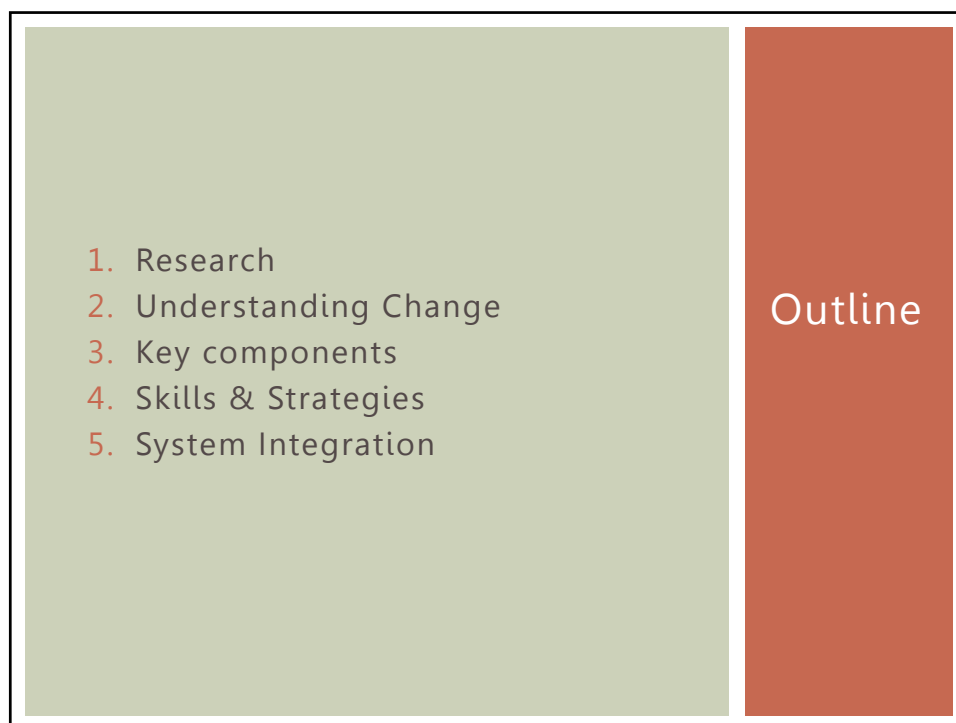 1. Research
2. Understanding Change
3. Key components
4. Skills & Strategies
5. System Integration
Outline